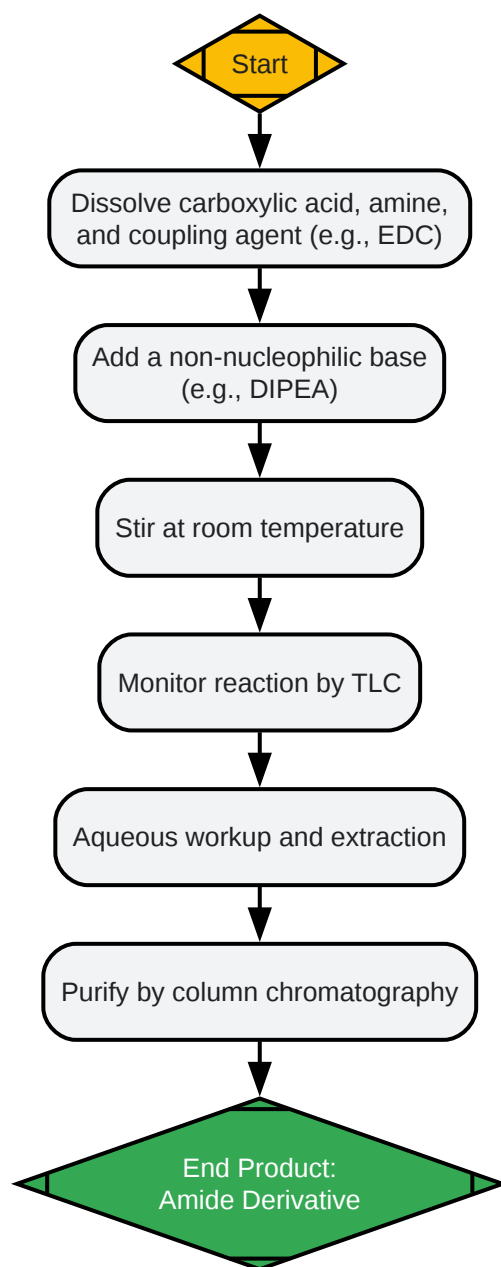 Start
Dissolve carboxylic acid, amine,
and coupling agent (e.g., EDC)
Add a non-nucleophilic base
(e.g., DIPEA)
Stir at room temperature
Monitor reaction by TLC
Aqueous workup and extraction
Purify by column chromatography
End Product:
Amide Derivative